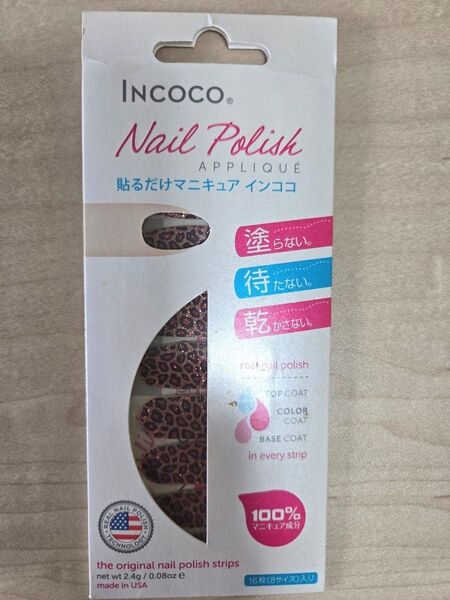 INCOCO®
Nail Polish
APPLIQUÉ
貼るだけマニキュア インココ
塗らない。
待たない。
乾かさない。
real nail polish
TOP COAT
COLOR
COAT
BASE COAT
in every strip
100%
マニキュア成分
REAL NAIL POLISH
TECHNOLOGY
the original nail polish strips
net wt 2.4g / 0.08oz e
made in USA
16枚(8サイズ)入り